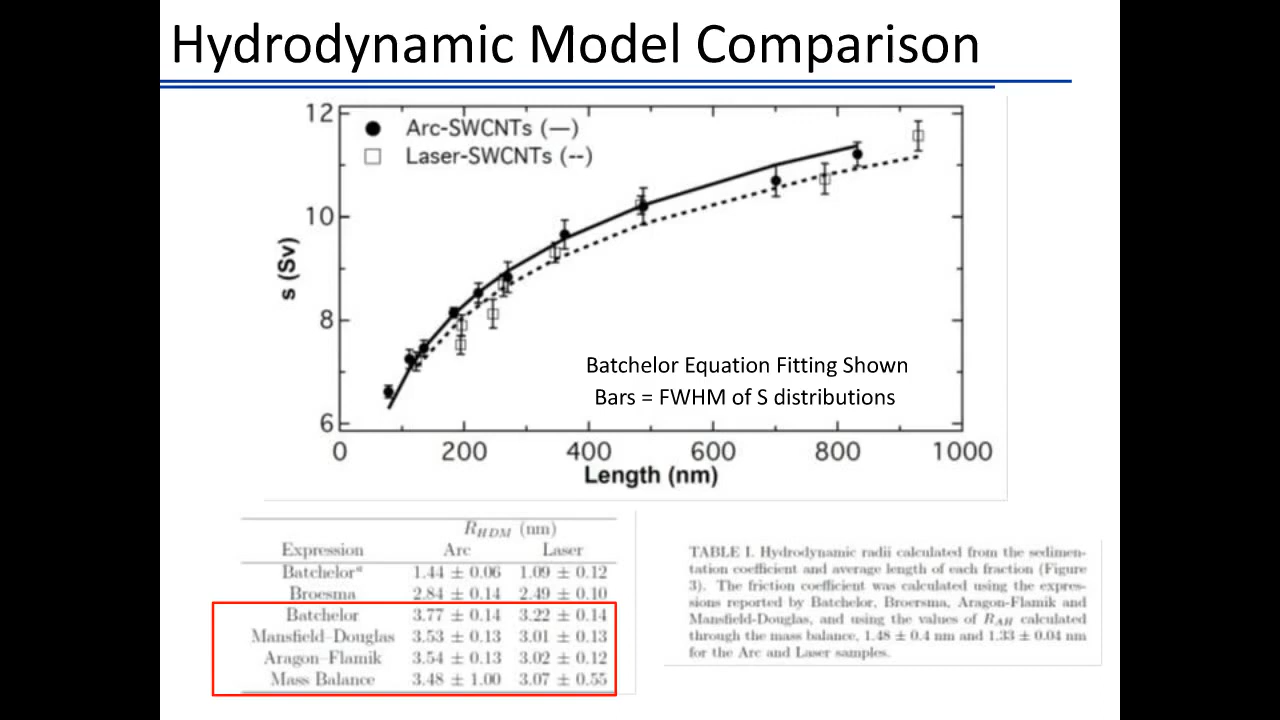 Hydrodynamic Model Comparison
12
10
8
6
s (Sv)
Arc-SWCNTs (—)
Laser-SWCNTs (--)
Batchelor Equation Fitting Shown
Bars = FWHM of S distributions
0 200 400 600 800 1000
Length (nm)
R_HDM (nm)
Expression Arc Laser
Batchelorᵃ 1.44 ± 0.06 1.09 ± 0.12
Broesma 2.84 ± 0.14 2.49 ± 0.10
Batchelor 3.77 ± 0.14 3.22 ± 0.14
Mansfield–Douglas 3.53 ± 0.13 3.01 ± 0.13
Aragon–Flamik 3.54 ± 0.13 3.02 ± 0.12
Mass Balance 3.48 ± 1.00 3.07 ± 0.55
TABLE I. Hydrodynamic radii calculated from the sedimen-
tation coefficient and average length of each fraction (Figure
3). The friction coefficient was calculated using the expres-
sions reported by Batchelor, Broersma, Aragon-Flamik and
Mansfield-Douglas, and using the values of R_AH calculated
through the mass balance, 1.48 ± 0.4 nm and 1.33 ± 0.04 nm
for the Arc and Laser samples.